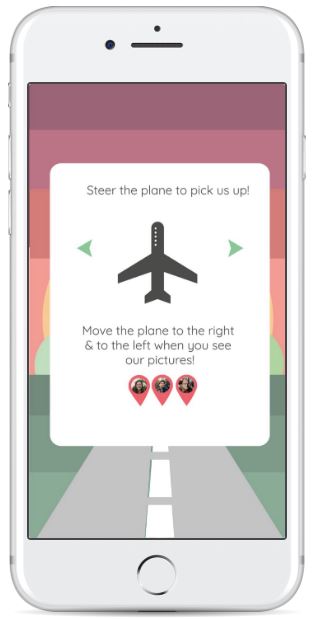 Steer the plane to pick us up!
Move the plane to the right
& to the left when you see
our pictures!